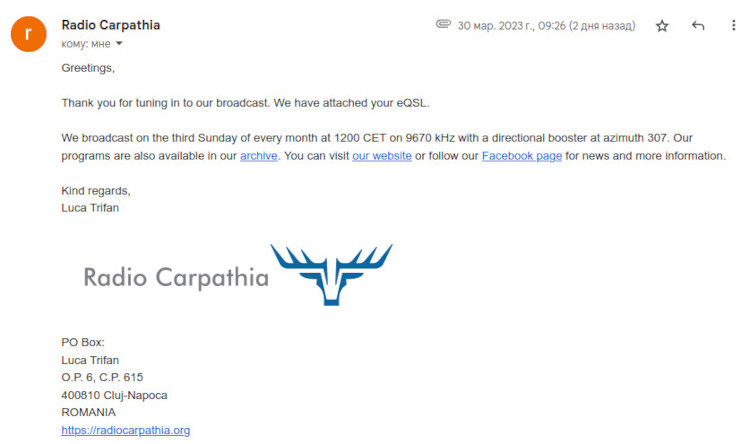 r
Radio Carpathia
30 мар. 2023 г., 09:26 (2 дня назад)
кому: мне
Greetings,
Thank you for tuning in to our broadcast. We have attached your eQSL.
We broadcast on the third Sunday of every month at 1200 CET on 9670 kHz with a directional booster at azimuth 307. Our
programs are also available in our archive. You can visit our website or follow our Facebook page for news and more information.
Kind regards,
Luca Trifan
Radio Carpathia
PO Box:
Luca Trifan
O.P. 6, C.P. 615
400810 Cluj-Napoca
ROMANIA
https://radiocarpathia.org